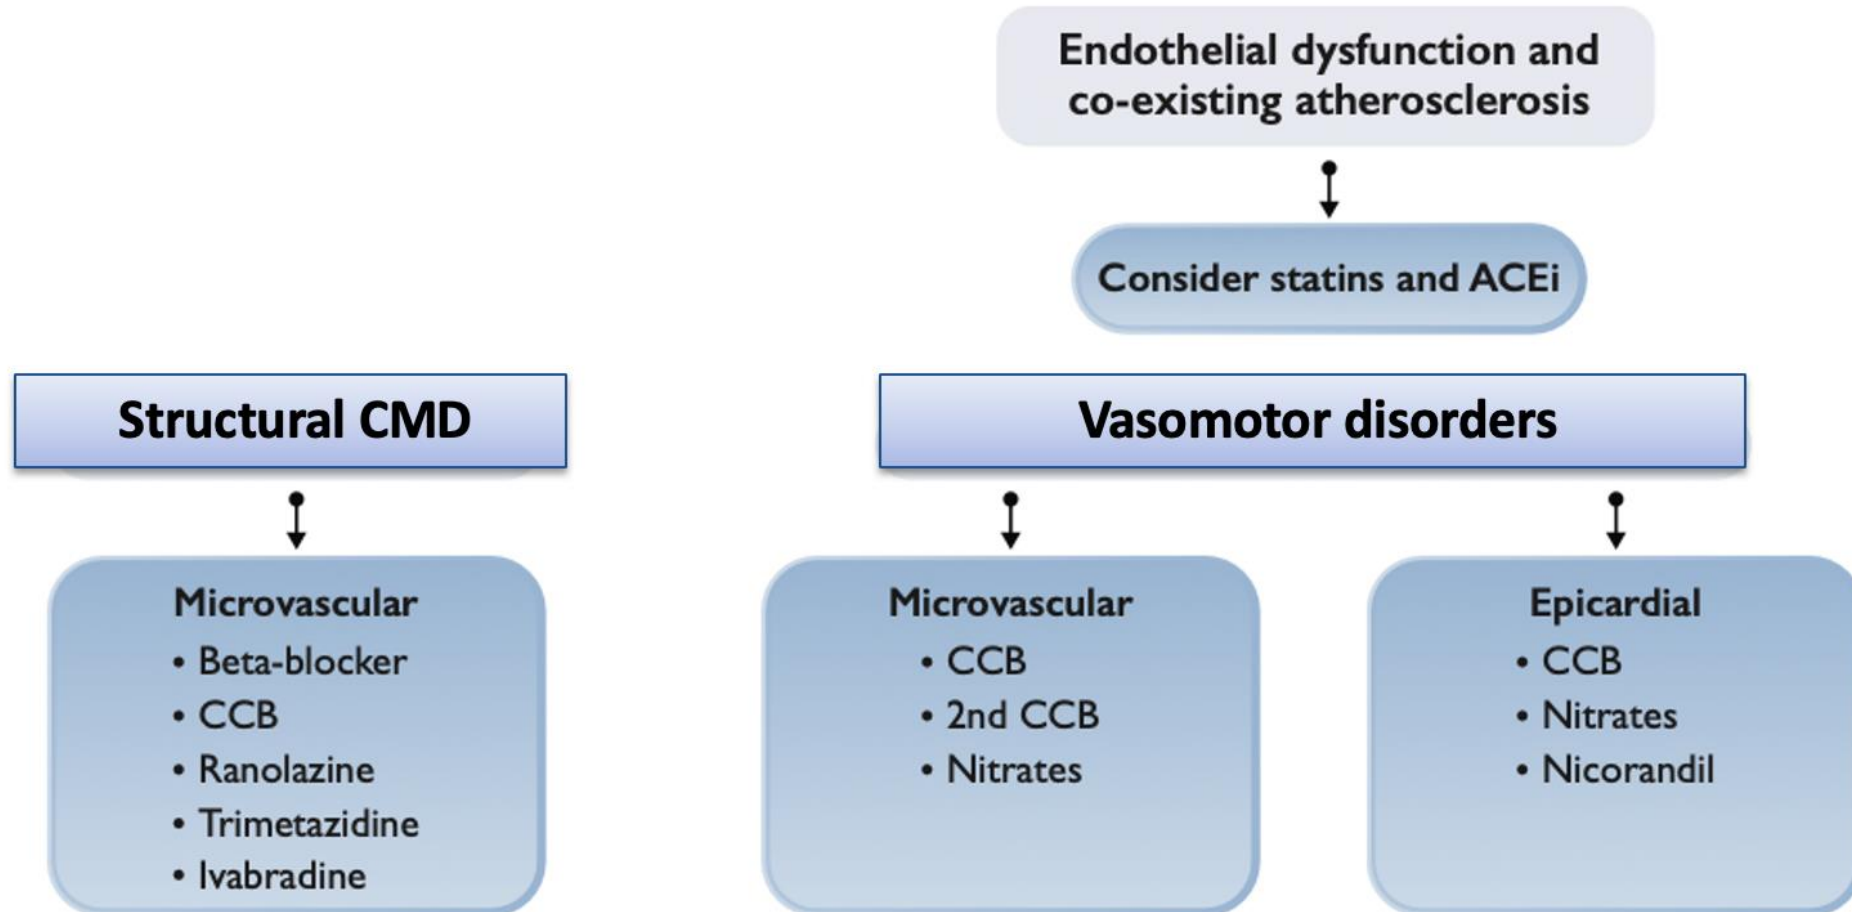 Endothelial dysfunction and
co-existing atherosclerosis
Consider statins and ACEi
Structural CMD
Vasomotor disorders
Microvascular
• Beta-blocker
• CCB
• Ranolazine
• Trimetazidine
• Ivabradine
Microvascular
• CCB
• 2nd CCB
• Nitrates
Epicardial
• CCB
• Nitrates
• Nicorandil